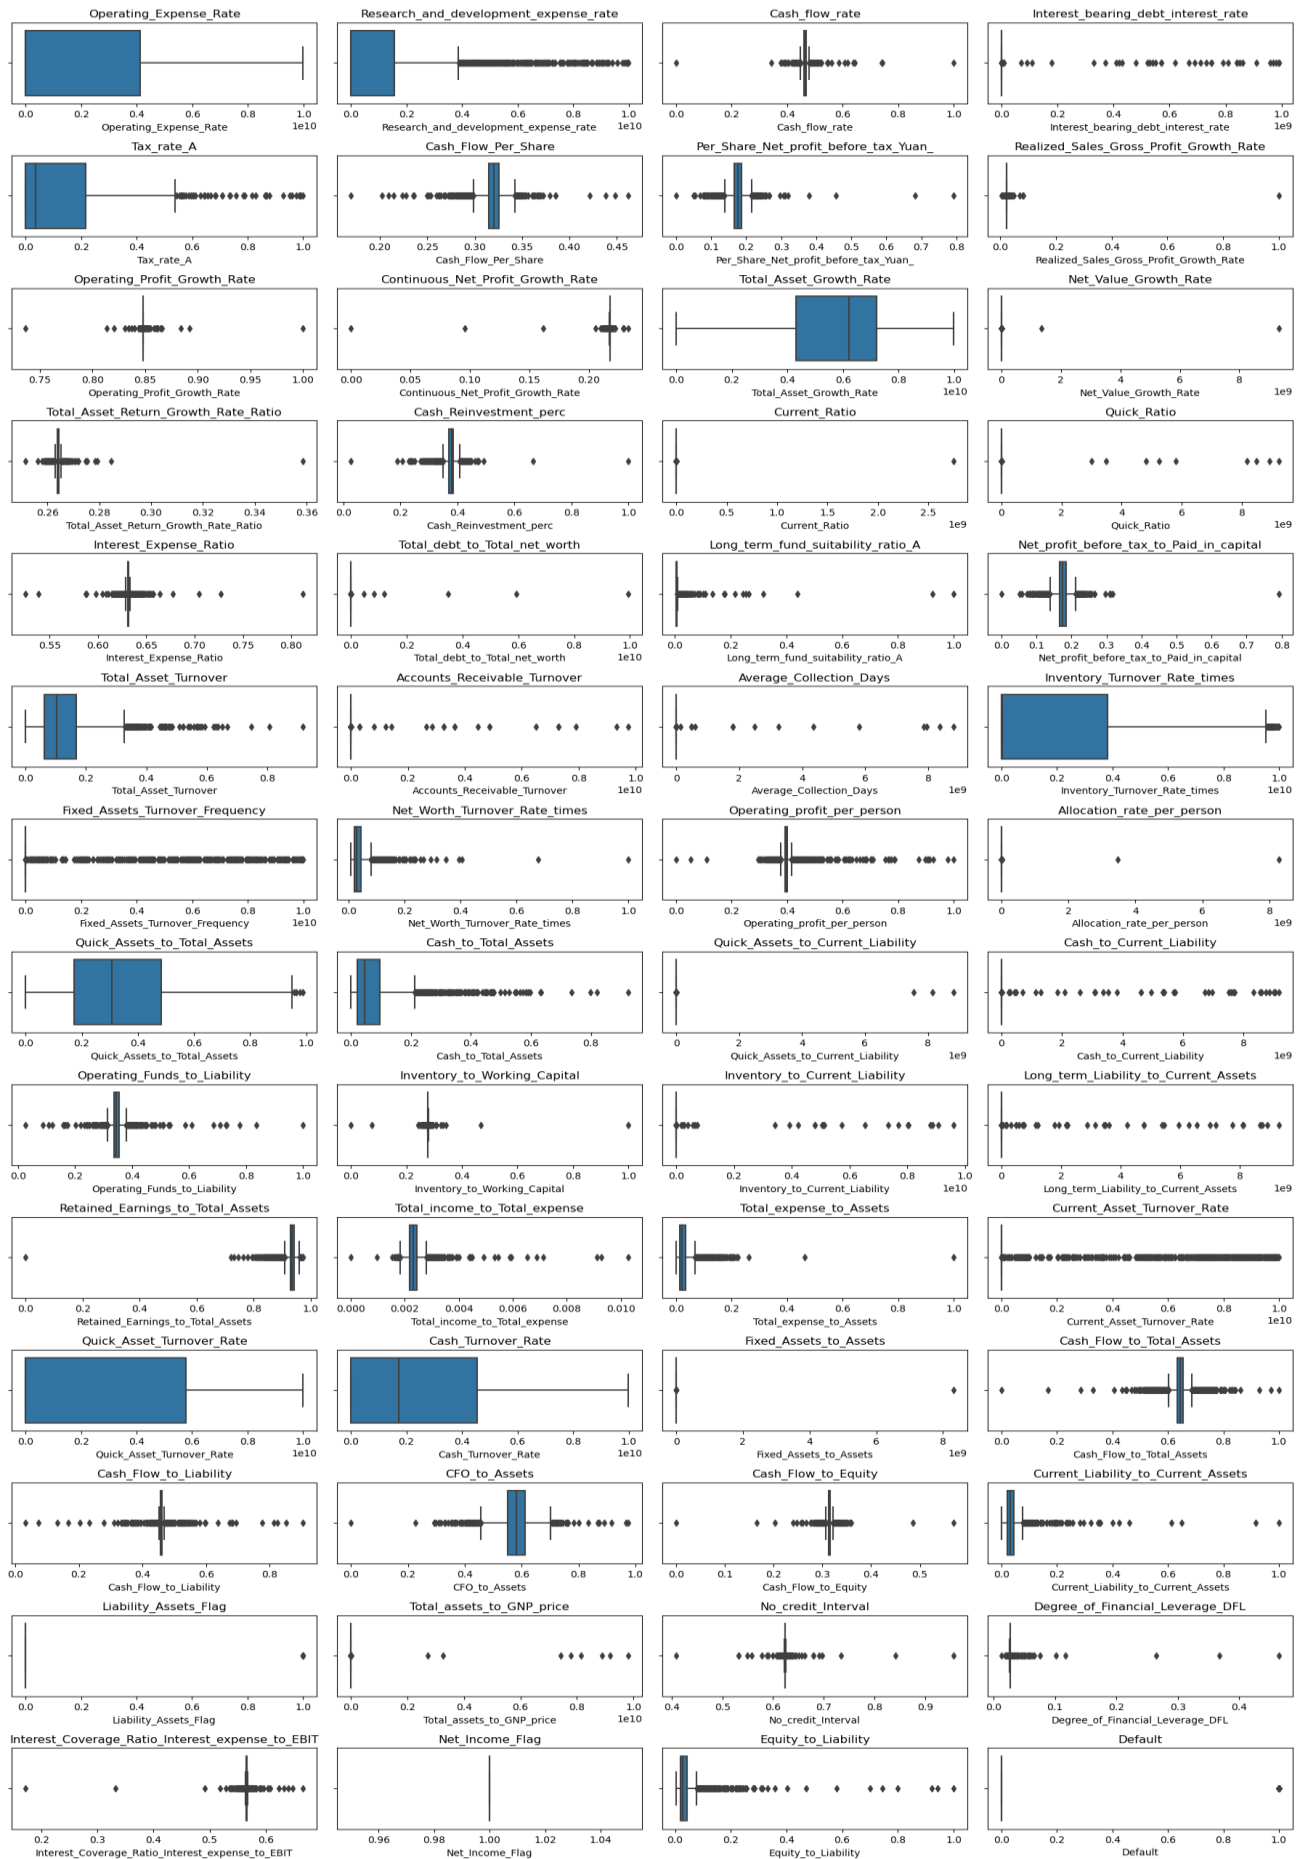 Operating_Expense_Rate Research_and_development_expense_rate Cash_flow_rate Interest_bearing_debt_interest_rate
0.0 0.2 0.4 0.6 0.8 1.0 0.0 0.2 0.4 0.6 0.8 1.0 0.0 0.2 0.4 0.6 0.8 1.0 0.0 0.2 0.4 0.6 0.8 1.0
Operating_Expense_Rate 1e10 Research_and_development_expense_rate 1e10 Cash_flow_rate Interest_bearing_debt_interest_rate 1e9
Tax_rate_A Cash_Flow_Per_Share Per_Share_Net_profit_before_tax_Yuan_ Realized_Sales_Gross_Profit_Growth_Rate
0.0 0.2 0.4 0.6 0.8 1.0 0.20 0.25 0.30 0.35 0.40 0.45 0.0 0.1 0.2 0.3 0.4 0.5 0.6 0.7 0.8 0.0 0.2 0.4 0.6 0.8 1.0
Tax_rate_A Cash_Flow_Per_Share Per_Share_Net_profit_before_tax_Yuan_ Realized_Sales_Gross_Profit_Growth_Rate
Operating_Profit_Growth_Rate Continuous_Net_Profit_Growth_Rate Total_Asset_Growth_Rate Net_Value_Growth_Rate
0.75 0.80 0.85 0.90 0.95 1.00 0.00 0.05 0.10 0.15 0.20 0.0 0.2 0.4 0.6 0.8 1.0 0 2 4 6 8
Operating_Profit_Growth_Rate Continuous_Net_Profit_Growth_Rate Total_Asset_Growth_Rate 1e10 Net_Value_Growth_Rate 1e9
Total_Asset_Return_Growth_Rate_Ratio Cash_Reinvestment_perc Current_Ratio Quick_Ratio
0.26 0.28 0.30 0.32 0.34 0.36 0.0 0.2 0.4 0.6 0.8 1.0 0.0 0.5 1.0 1.5 2.0 2.5 0 2 4 6 8
Total_Asset_Return_Growth_Rate_Ratio Cash_Reinvestment_perc Current_Ratio 1e9 Quick_Ratio 1e9
Interest_Expense_Ratio Total_debt_to_Total_net_worth Long_term_fund_suitability_ratio_A Net_profit_before_tax_to_Paid_in_capital
0.55 0.60 0.65 0.70 0.75 0.80 0.0 0.2 0.4 0.6 0.8 1.0 0.0 0.2 0.4 0.6 0.8 1.0 0.0 0.1 0.2 0.3 0.4 0.5 0.6 0.7 0.8
Interest_Expense_Ratio Total_debt_to_Total_net_worth 1e10 Long_term_fund_suitability_ratio_A Net_profit_before_tax_to_Paid_in_capital
Total_Asset_Turnover Accounts_Receivable_Turnover Average_Collection_Days Inventory_Turnover_Rate_times
0.0 0.2 0.4 0.6 0.8 0.0 0.2 0.4 0.6 0.8 1.0 0 2 4 6 8 0.0 0.2 0.4 0.6 0.8 1.0
Total_Asset_Turnover Accounts_Receivable_Turnover 1e10 Average_Collection_Days 1e9 Inventory_Turnover_Rate_times 1e10
Fixed_Assets_Turnover_Frequency Net_Worth_Turnover_Rate_times Operating_profit_per_person Allocation_rate_per_person
0.0 0.2 0.4 0.6 0.8 1.0 0.0 0.2 0.4 0.6 0.8 1.0 0.0 0.2 0.4 0.6 0.8 1.0 0 2 4 6 8
Fixed_Assets_Turnover_Frequency 1e10 Net_Worth_Turnover_Rate_times Operating_profit_per_person Allocation_rate_per_person 1e9
Quick_Assets_to_Total_Assets Cash_to_Total_Assets Quick_Assets_to_Current_Liability Cash_to_Current_Liability
0.0 0.2 0.4 0.6 0.8 1.0 0.0 0.2 0.4 0.6 0.8 0 2 4 6 8 0 2 4 6 8
Quick_Assets_to_Total_Assets Cash_to_Total_Assets Quick_Assets_to_Current_Liability 1e9 Cash_to_Current_Liability 1e9
Operating_Funds_to_Liability Inventory_to_Working_Capital Inventory_to_Current_Liability Long_term_Liability_to_Current_Assets
0.0 0.2 0.4 0.6 0.8 1.0 0.0 0.2 0.4 0.6 0.8 1.0 0.0 0.2 0.4 0.6 0.8 1.0 0 2 4 6 8
Operating_Funds_to_Liability Inventory_to_Working_Capital Inventory_to_Current_Liability 1e10 Long_term_Liability_to_Current_Assets 1e9
Retained_Earnings_to_Total_Assets Total_income_to_Total_expense Total_expense_to_Assets Current_Asset_Turnover_Rate
0.0 0.2 0.4 0.6 0.8 1.0 0.000 0.002 0.004 0.006 0.008 0.010 0.0 0.2 0.4 0.6 0.8 1.0 0.0 0.2 0.4 0.6 0.8 1.0
Retained_Earnings_to_Total_Assets Total_income_to_Total_expense Total_expense_to_Assets Current_Asset_Turnover_Rate 1e10
Quick_Asset_Turnover_Rate Cash_Turnover_Rate Fixed_Assets_to_Assets Cash_Flow_to_Total_Assets
0.0 0.2 0.4 0.6 0.8 1.0 0.0 0.2 0.4 0.6 0.8 1.0 0 2 4 6 8 0.0 0.2 0.4 0.6 0.8 1.0
Quick_Asset_Turnover_Rate 1e10 Cash_Turnover_Rate 1e10 Fixed_Assets_to_Assets 1e9 Cash_Flow_to_Total_Assets
Cash_Flow_to_Liability CFO_to_Assets Cash_Flow_to_Equity Current_Liability_to_Current_Assets
0.0 0.2 0.4 0.6 0.8 0.0 0.2 0.4 0.6 0.8 1.0 0.0 0.1 0.2 0.3 0.4 0.5 0.0 0.2 0.4 0.6 0.8 1.0
Cash_Flow_to_Liability CFO_to_Assets Cash_Flow_to_Equity Current_Liability_to_Current_Assets
Liability_Assets_Flag Total_assets_to_GNP_price No_credit_Interval Degree_of_Financial_Leverage_DFL
0.0 0.2 0.4 0.6 0.8 1.0 0.0 0.2 0.4 0.6 0.8 1.0 0.4 0.5 0.6 0.7 0.8 0.9 0.0 0.1 0.2 0.3 0.4
Liability_Assets_Flag Total_assets_to_GNP_price 1e10 No_credit_Interval Degree_of_Financial_Leverage_DFL
Interest_Coverage_Ratio_Interest_expense_to_EBIT Net_Income_Flag Equity_to_Liability Default
0.2 0.3 0.4 0.5 0.6 0.96 0.98 1.00 1.02 1.04 0.0 0.2 0.4 0.6 0.8 1.0 0.0 0.2 0.4 0.6 0.8 1.0
Interest_Coverage_Ratio_Interest_expense_to_EBIT Net_Income_Flag Equity_to_Liability Default